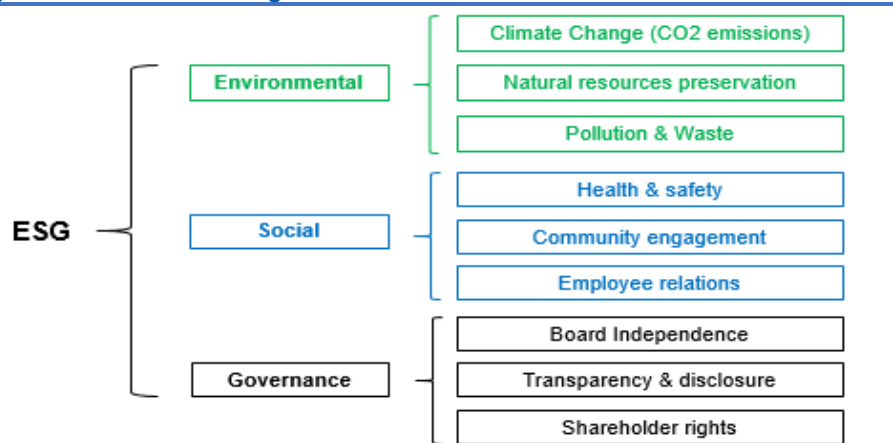 Climate Change (CO2 emissions)
Environmental
Natural resources preservation
Pollution & Waste
Health & safety
ESG
Social
Community engagement
Employee relations
Board Independence
Governance
Transparency & disclosure
Shareholder rights